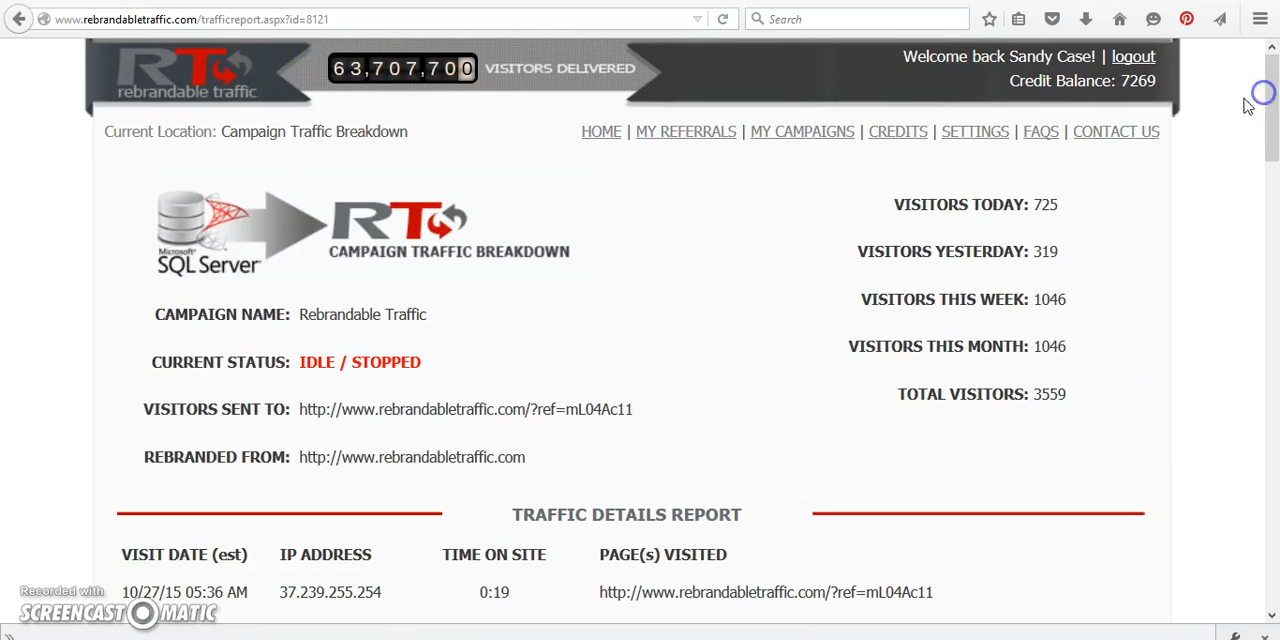 www.rebrandabletraffic.com/trafficreport.aspx?id=8121
Search
RT
rebrandable traffic
63,707,700 VISITORS DELIVERED
Welcome back Sandy Case! | logout
Credit Balance: 7269
Current Location: Campaign Traffic Breakdown
HOME | MY REFERRALS | MY CAMPAIGNS | CREDITS | SETTINGS | FAQS | CONTACT US
Microsoft
SQL Server
RT
CAMPAIGN TRAFFIC BREAKDOWN
VISITORS TODAY: 725
VISITORS YESTERDAY: 319
VISITORS THIS WEEK: 1046
VISITORS THIS MONTH: 1046
TOTAL VISITORS: 3559
CAMPAIGN NAME: Rebrandable Traffic
CURRENT STATUS: IDLE / STOPPED
VISITORS SENT TO: http://www.rebrandabletraffic.com/?ref=mL04Ac11
REBRANDED FROM: http://www.rebrandabletraffic.com
TRAFFIC DETAILS REPORT
VISIT DATE (est) IP ADDRESS TIME ON SITE PAGE(s) VISITED
10/27/15 05:36 AM 37.239.255.254 0:19 http://www.rebrandabletraffic.com/?ref=mL04Ac11
Recorded with
SCREENCAST-O-MATIC